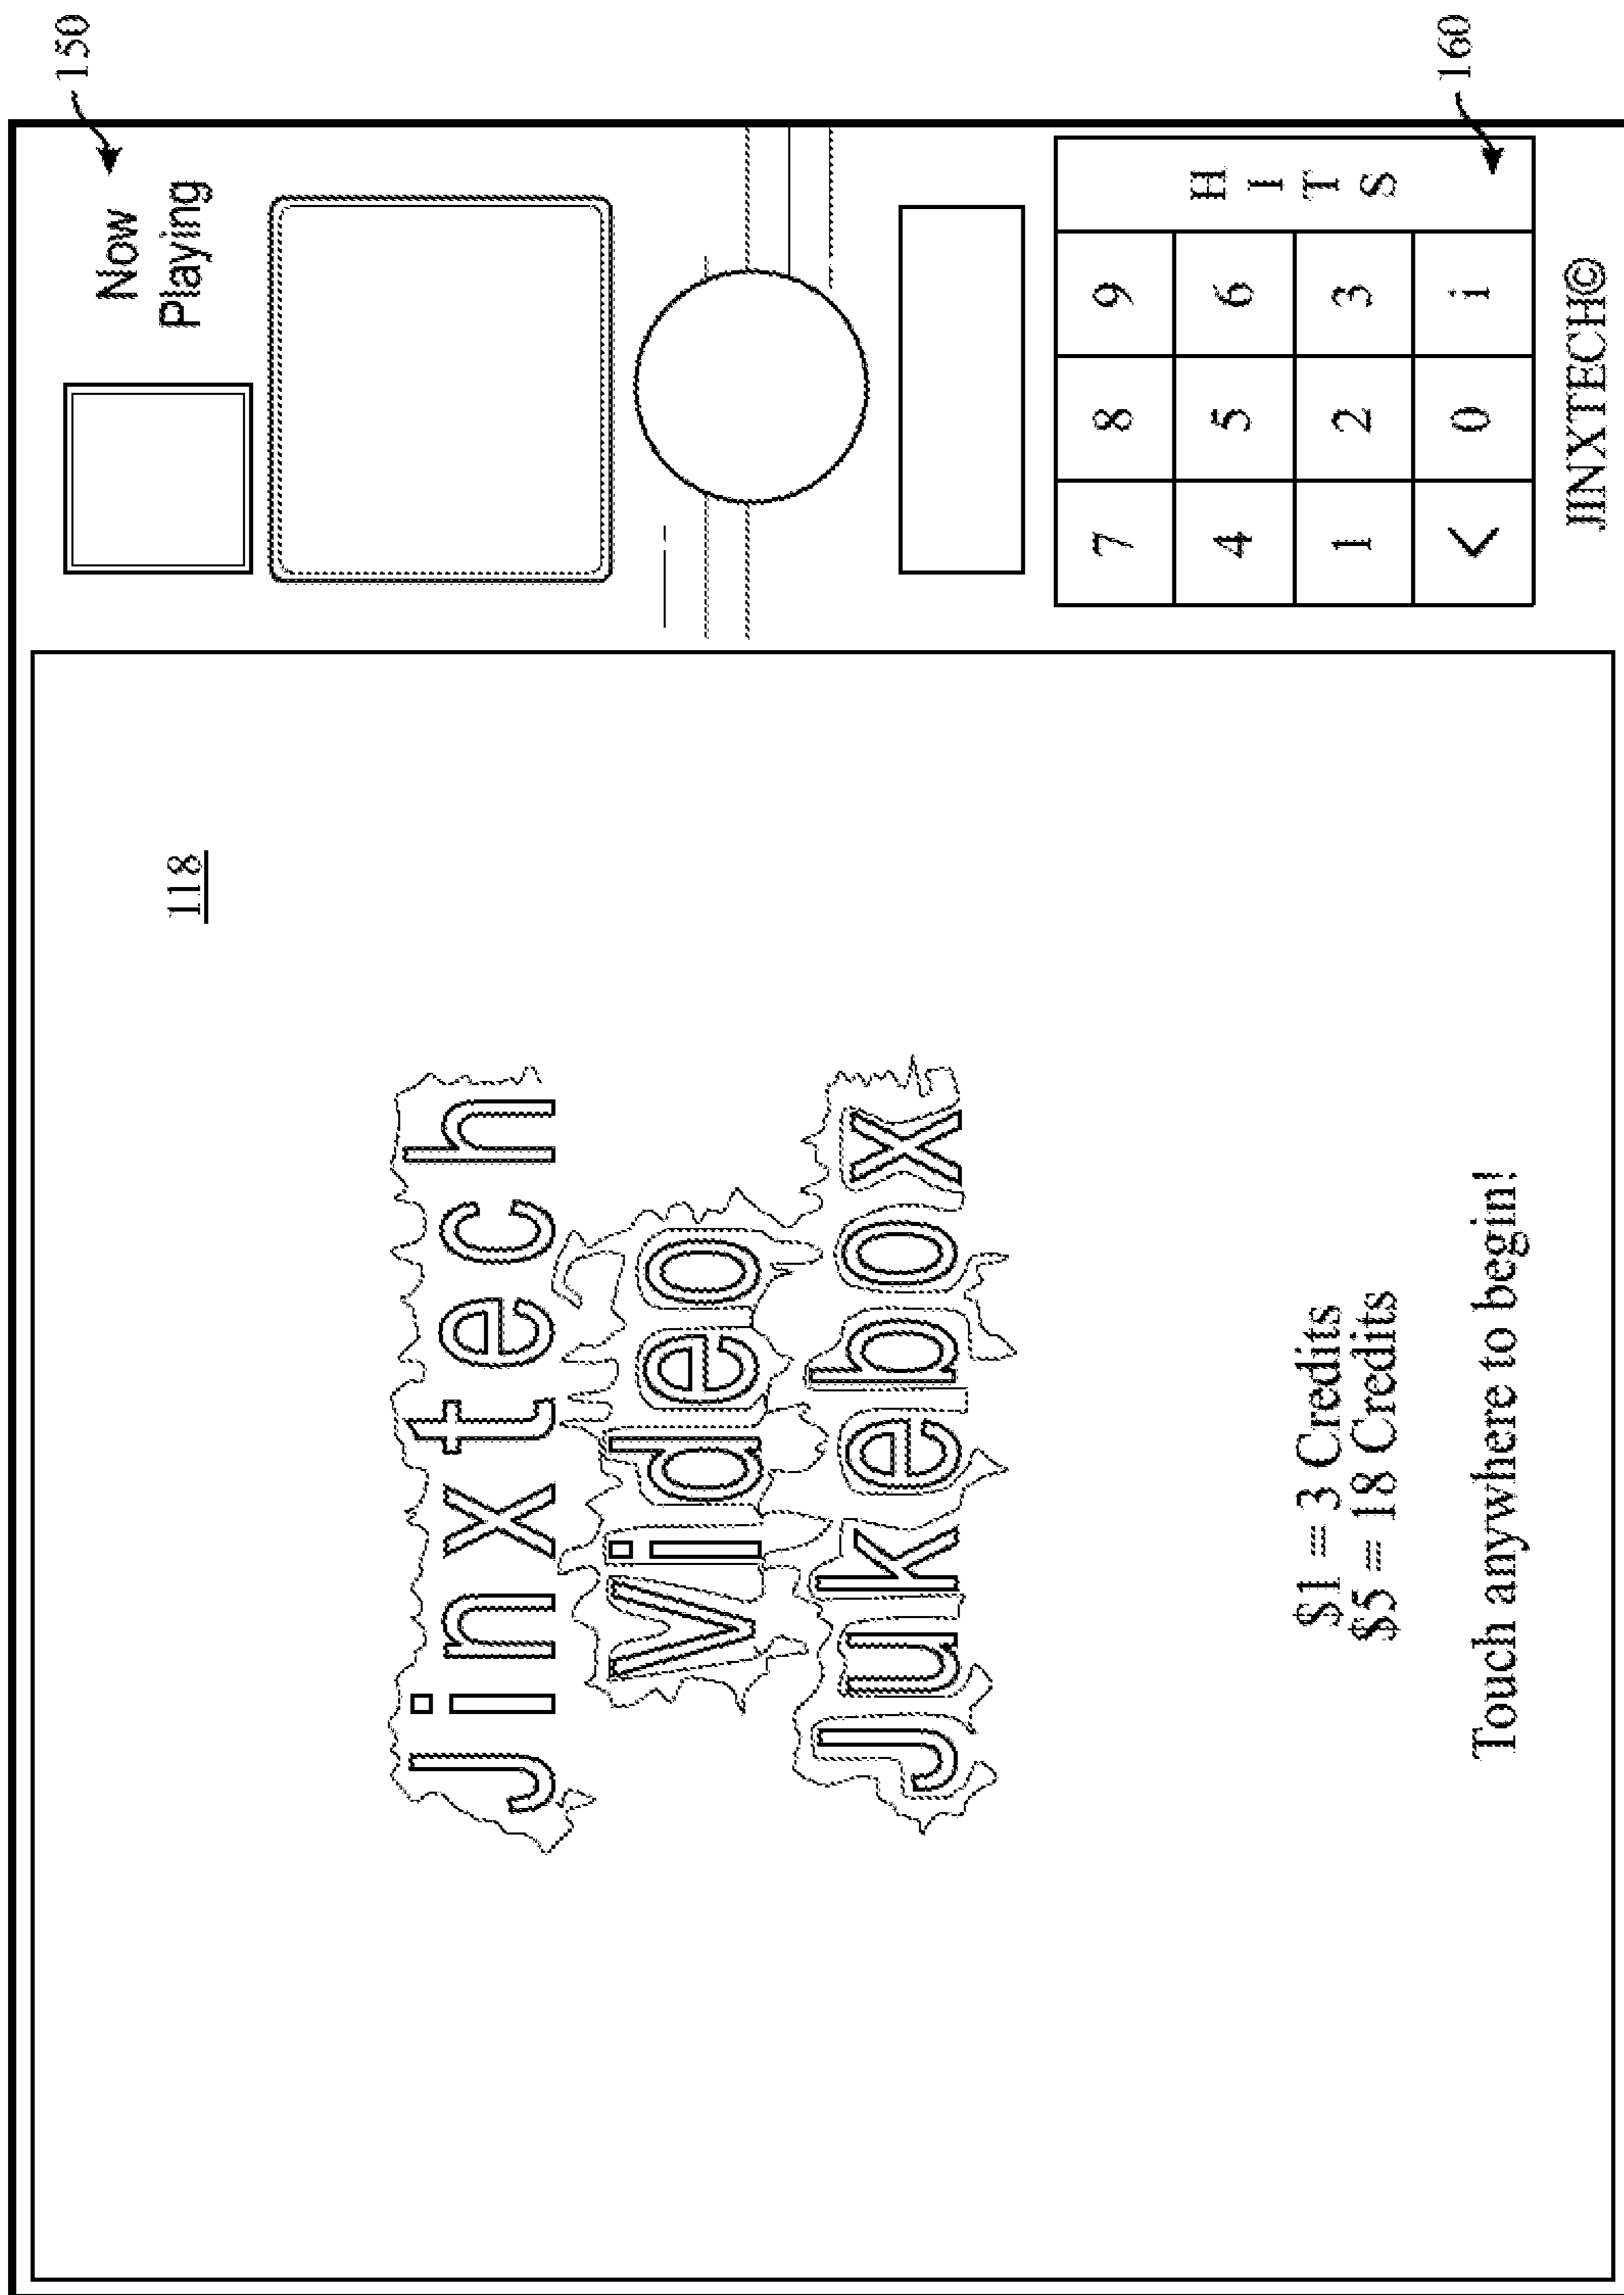 150
Now
Playing
118
Jinxtech
Video
Jukebox
$1 = 3 Credits
$5 = 18 Credits
Touch anywhere to begin!
7 8 9
4 5 6
1 2 3
< 0 i
H
I
T
S
160
JINXTECH©